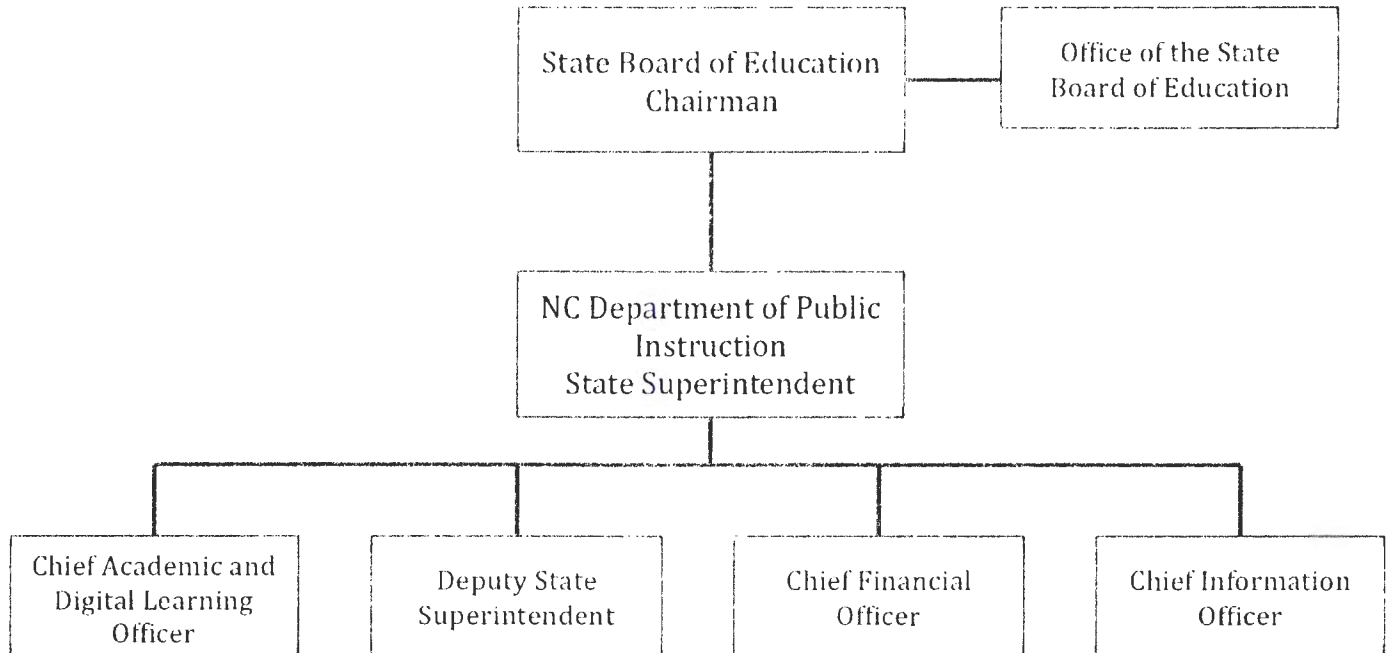 State Board of Education
Chairman
Office of the State
Board of Education
NC Department of Public
Instruction
State Superintendent
Chief Academic and
Digital Learning
Officer
Deputy State
Superintendent
Chief Financial
Officer
Chief Information
Officer